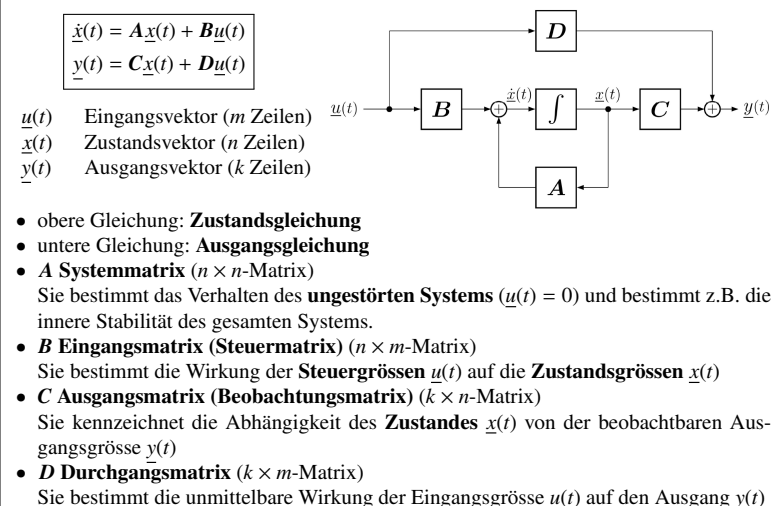 ẋ(t) = Ax(t) + Bu(t)
y(t) = Cx(t) + Du(t)
u(t) Eingangsvektor (m Zeilen)
x(t) Zustandsvektor (n Zeilen)
y(t) Ausgangsvektor (k Zeilen)
D
u(t) B ẋ(t) ∫ x(t) C y(t)
A
• obere Gleichung: Zustandsgleichung
• untere Gleichung: Ausgangsgleichung
• A Systemmatrix (n × n-Matrix)
Sie bestimmt das Verhalten des ungestörten Systems (u(t) = 0) und bestimmt z.B. die
innere Stabilität des gesamten Systems.
• B Eingangsmatrix (Steuermatrix) (n × m-Matrix)
Sie bestimmt die Wirkung der Steuergrössen u(t) auf die Zustandsgrössen x(t)
• C Ausgangsmatrix (Beobachtungsmatrix) (k × n-Matrix)
Sie kennzeichnet die Abhängigkeit des Zustandes x(t) von der beobachtbaren Aus-
gangsgrösse y(t)
• D Durchgangsmatrix (k × m-Matrix)
Sie bestimmt die unmittelbare Wirkung der Eingangsgrösse u(t) auf den Ausgang y(t)